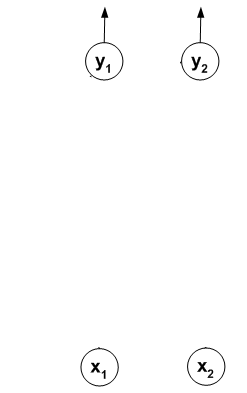 y₁ y₂
x₁ x₂